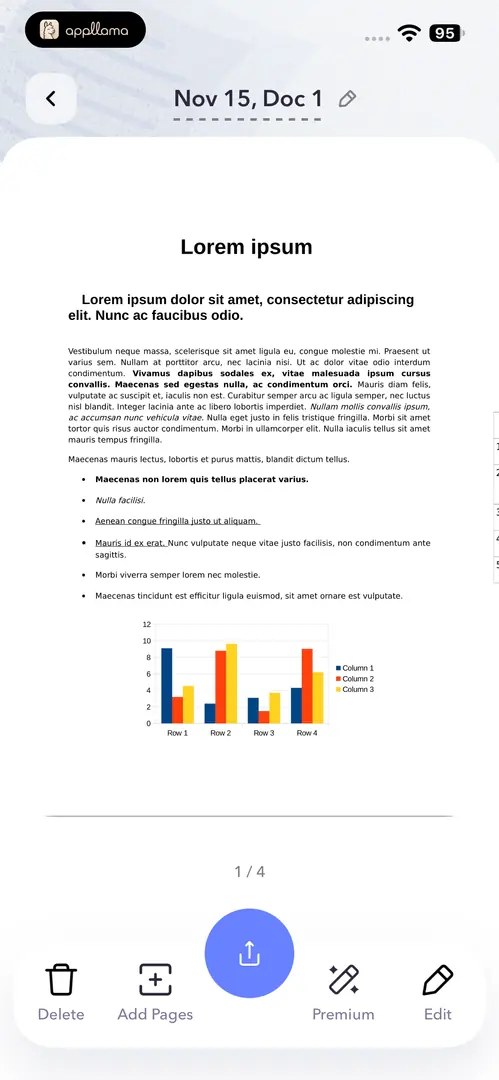 appllama
95
Nov 15, Doc 1
Lorem ipsum
Lorem ipsum dolor sit amet, consectetur adipiscing
elit. Nunc ac faucibus odio.
Vestibulum neque massa, scelerisque sit amet ligula eu, congue molestie mi. Praesent ut
varius sem. Nullam at porttitor arcu, nec lacinia nisi. Ut ac dolor vitae odio interdum
condimentum. Vivamus dapibus sodales ex, vitae malesuada ipsum cursus
convallis. Maecenas sed egestas nulla, ac condimentum orci. Mauris diam felis,
vulputate ac suscipit et, iaculis non est. Curabitur semper arcu ac ligula semper, nec luctus
nisl blandit. Integer lacinia ante ac libero lobortis imperdiet. Nullam mollis convallis ipsum,
ac accumsan nunc vehicula vitae. Nulla eget justo in felis tristique fringilla. Morbi sit amet
tortor quis risus auctor condimentum. Morbi in ullamcorper elit. Nulla iaculis tellus sit amet
mauris tempus fringilla.
Maecenas mauris lectus, lobortis et purus mattis, blandit dictum tellus.
• Maecenas non lorem quis tellus placerat varius.
• Nulla facilisi.
• Aenean congue fringilla justo ut aliquam.
• Mauris id ex erat. Nunc vulputate neque vitae justo facilisis, non condimentum ante
sagittis.
• Morbi viverra semper lorem nec molestie.
• Maecenas tincidunt est efficitur ligula euismod, sit amet ornare est vulputate.
12
10
8
6
4
2
0
Row 1 Row 2 Row 3 Row 4
Column 1
Column 2
Column 3
1
2
3
4
5
1 / 4
Delete
Add Pages
Premium
Edit